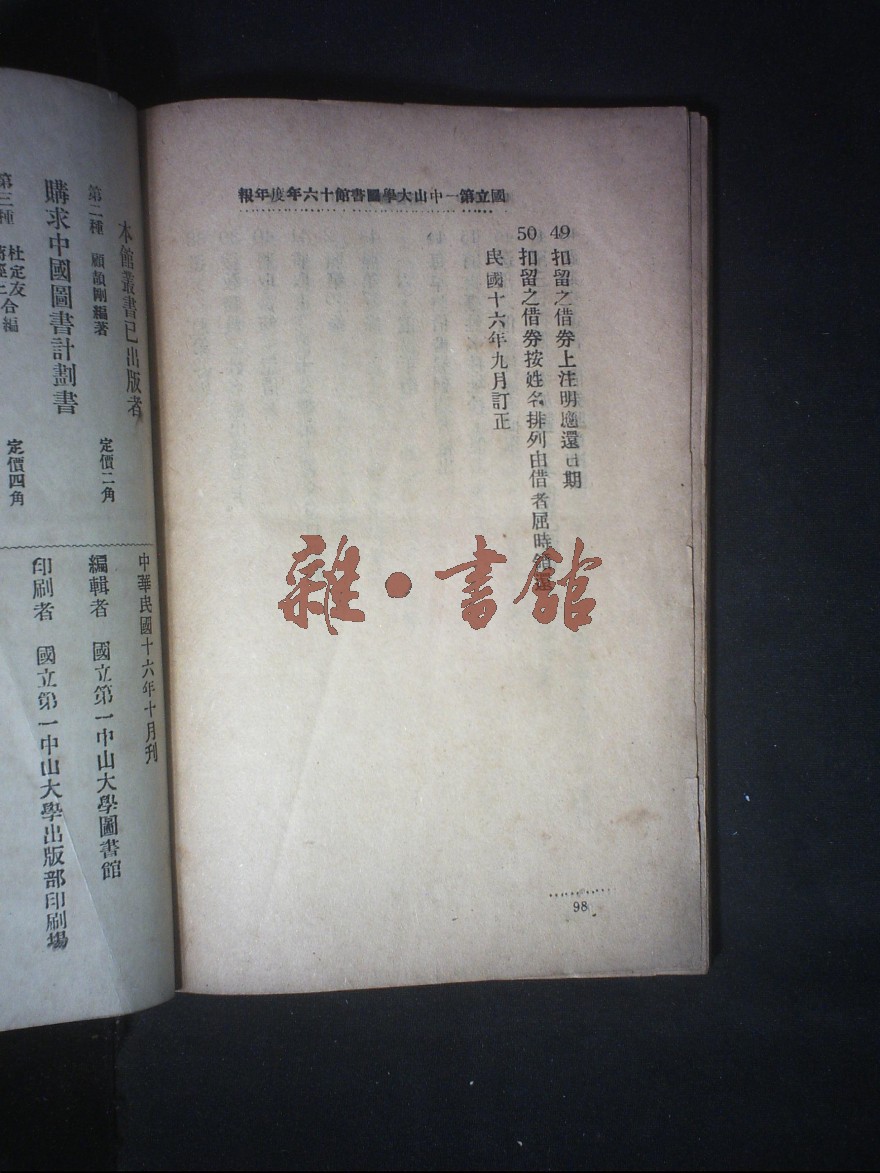 國立第一中山大學圖書館十六年度年報
49 扣留之借券上注明應還日期
50 扣留之借券按姓名排列由借者屆時銷還
民國十六年九月訂正
98
雜·書館
本館叢書已出版者
第二種 顧頡剛編著
購求中國圖書計劃書
定價二角
第三種 杜定友 合編
定價四角
中華民國十六年十月刊
編輯者 國立第一中山大學圖書館
印刷者 國立第一中山大學出版部印刷場